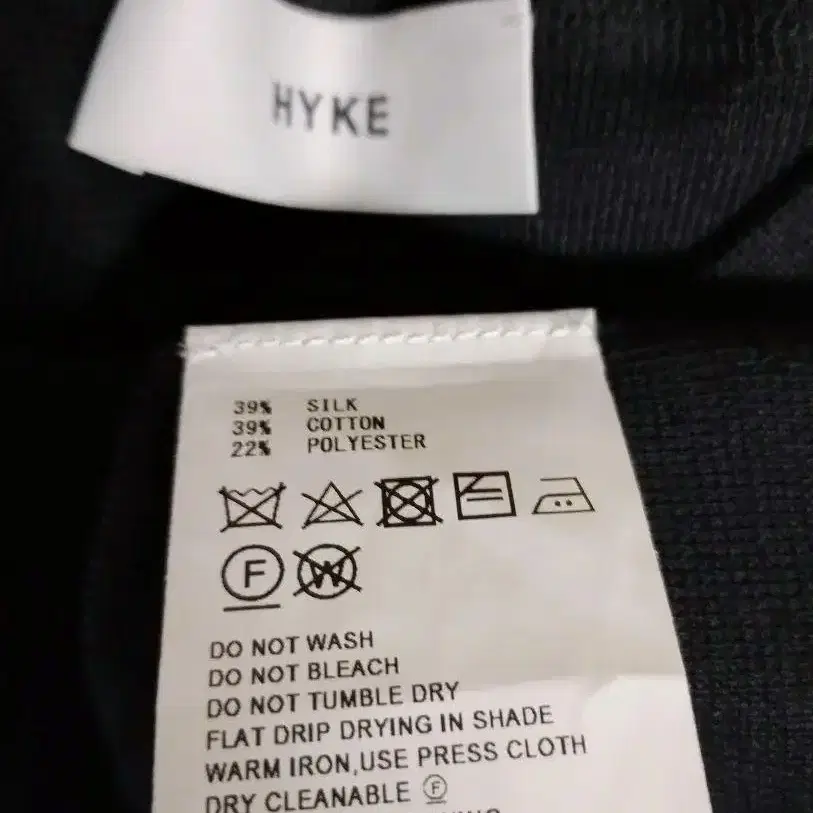 HYKE
39% SILK
39% COTTON
22% POLYESTER
F W
DO NOT WASH
DO NOT BLEACH
DO NOT TUMBLE DRY
FLAT DRIP DRYING IN SHADE
WARM IRON,USE PRESS CLOTH
DRY CLEANABLE Ⓕ